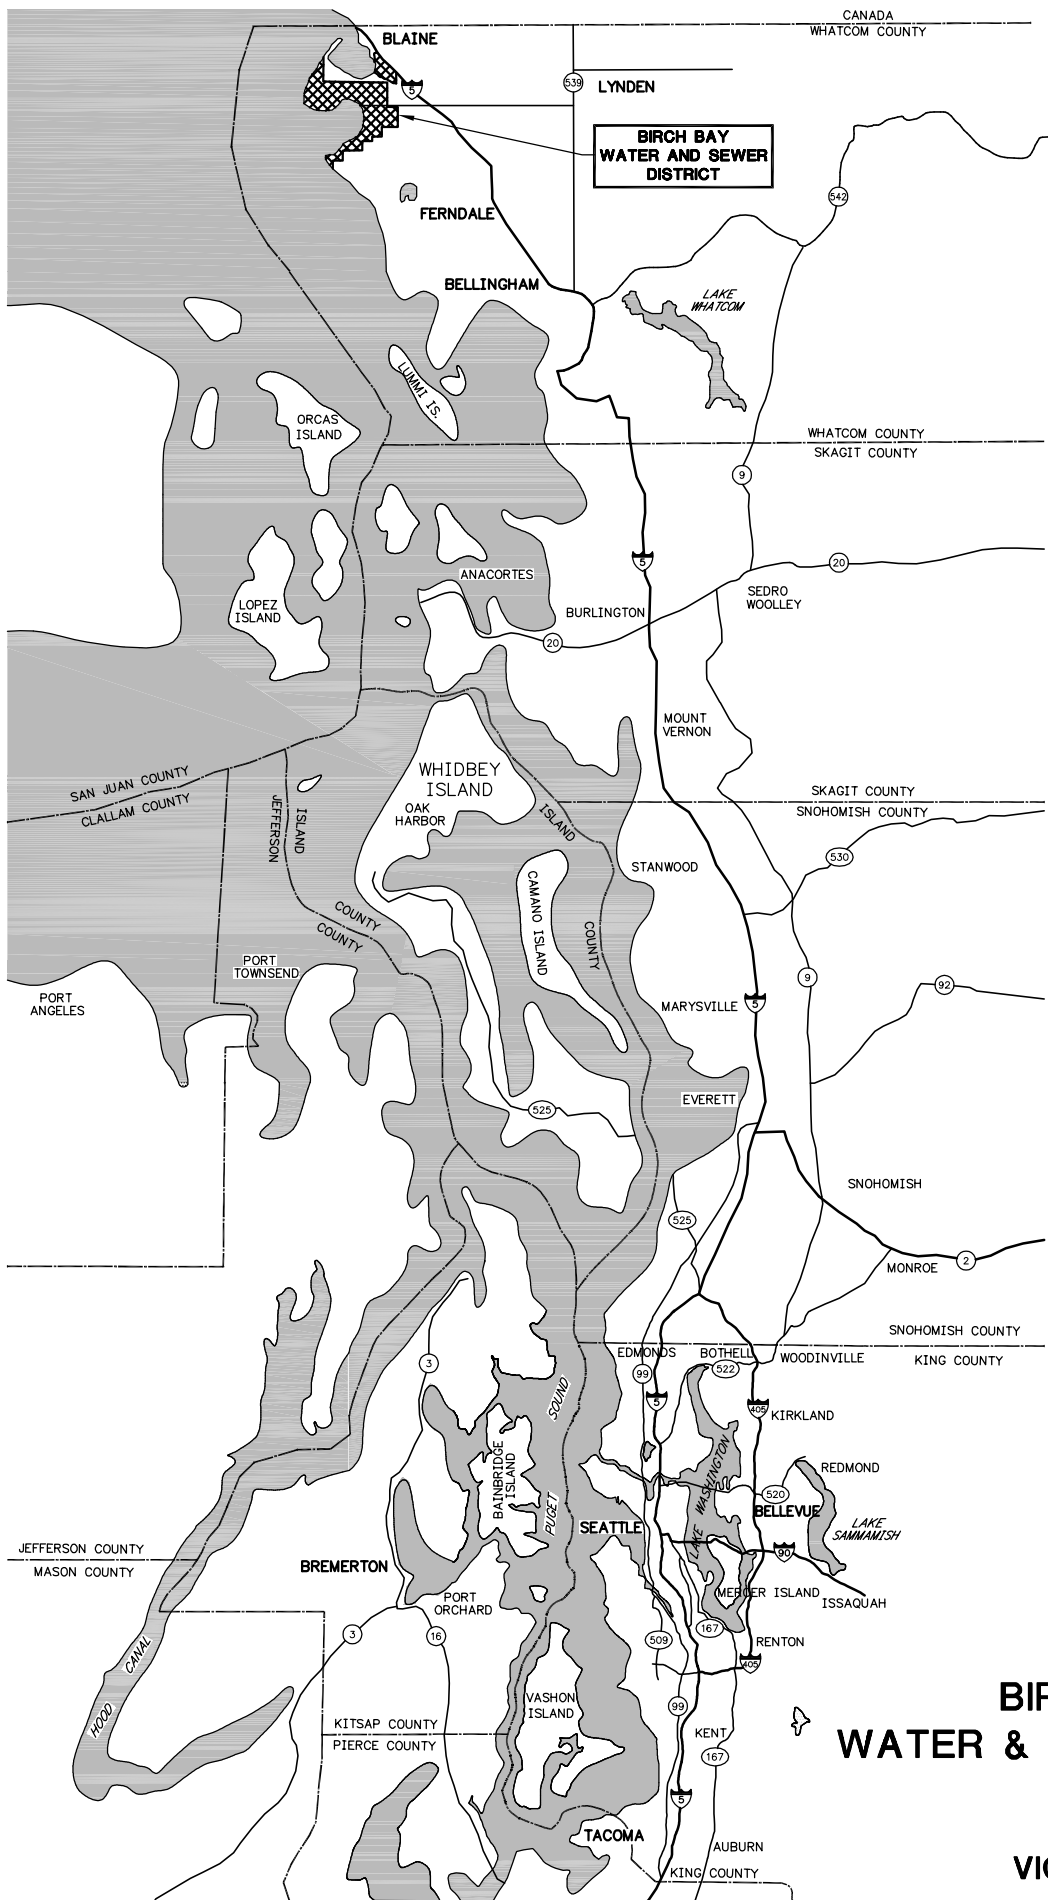 CANADA
WHATCOM COUNTY
BLAINE
5
539
LYNDEN
BIRCH BAY
WATER AND SEWER
DISTRICT
542
FERNDALE
BELLINGHAM
LAKE
WHATCOM
LUMMI IS.
ORCAS
ISLAND
WHATCOM COUNTY
SKAGIT COUNTY
9
5
20
ANACORTES
SEDRO
WOOLLEY
LOPEZ
ISLAND
BURLINGTON
20
MOUNT
VERNON
WHIDBEY
ISLAND
SAN JUAN COUNTY
CLALLAM COUNTY
SKAGIT COUNTY
SNOHOMISH COUNTY
OAK
HARBOR
ISLAND
ISLAND
JEFFERSON
530
STANWOOD
CAMANO ISLAND
COUNTY
COUNTY
COUNTY
PORT
TOWNSEND
9
92
PORT
ANGELES
MARYSVILLE
5
EVERETT
525
SNOHOMISH
525
MONROE
2
SNOHOMISH COUNTY
KING COUNTY
EDMONDS
BOTHELL
WOODINVILLE
3
522
99
SOUND
5
405
KIRKLAND
BAINBRIDGE
ISLAND
LAKE WASHINGTON
REDMOND
520
PUGET
BELLEVUE
SEATTLE
LAKE
SAMMAMISH
JEFFERSON COUNTY
MASON COUNTY
90
BREMERTON
MERCER ISLAND
ISSAQUAH
PORT
ORCHARD
3
16
509
167
RENTON
405
HOOD CANAL
VASHON
ISLAND
99
BIR
KITSAP COUNTY
PIERCE COUNTY
KENT
167
WATER &
5
TACOMA
AUBURN
KING COUNTY
VIC